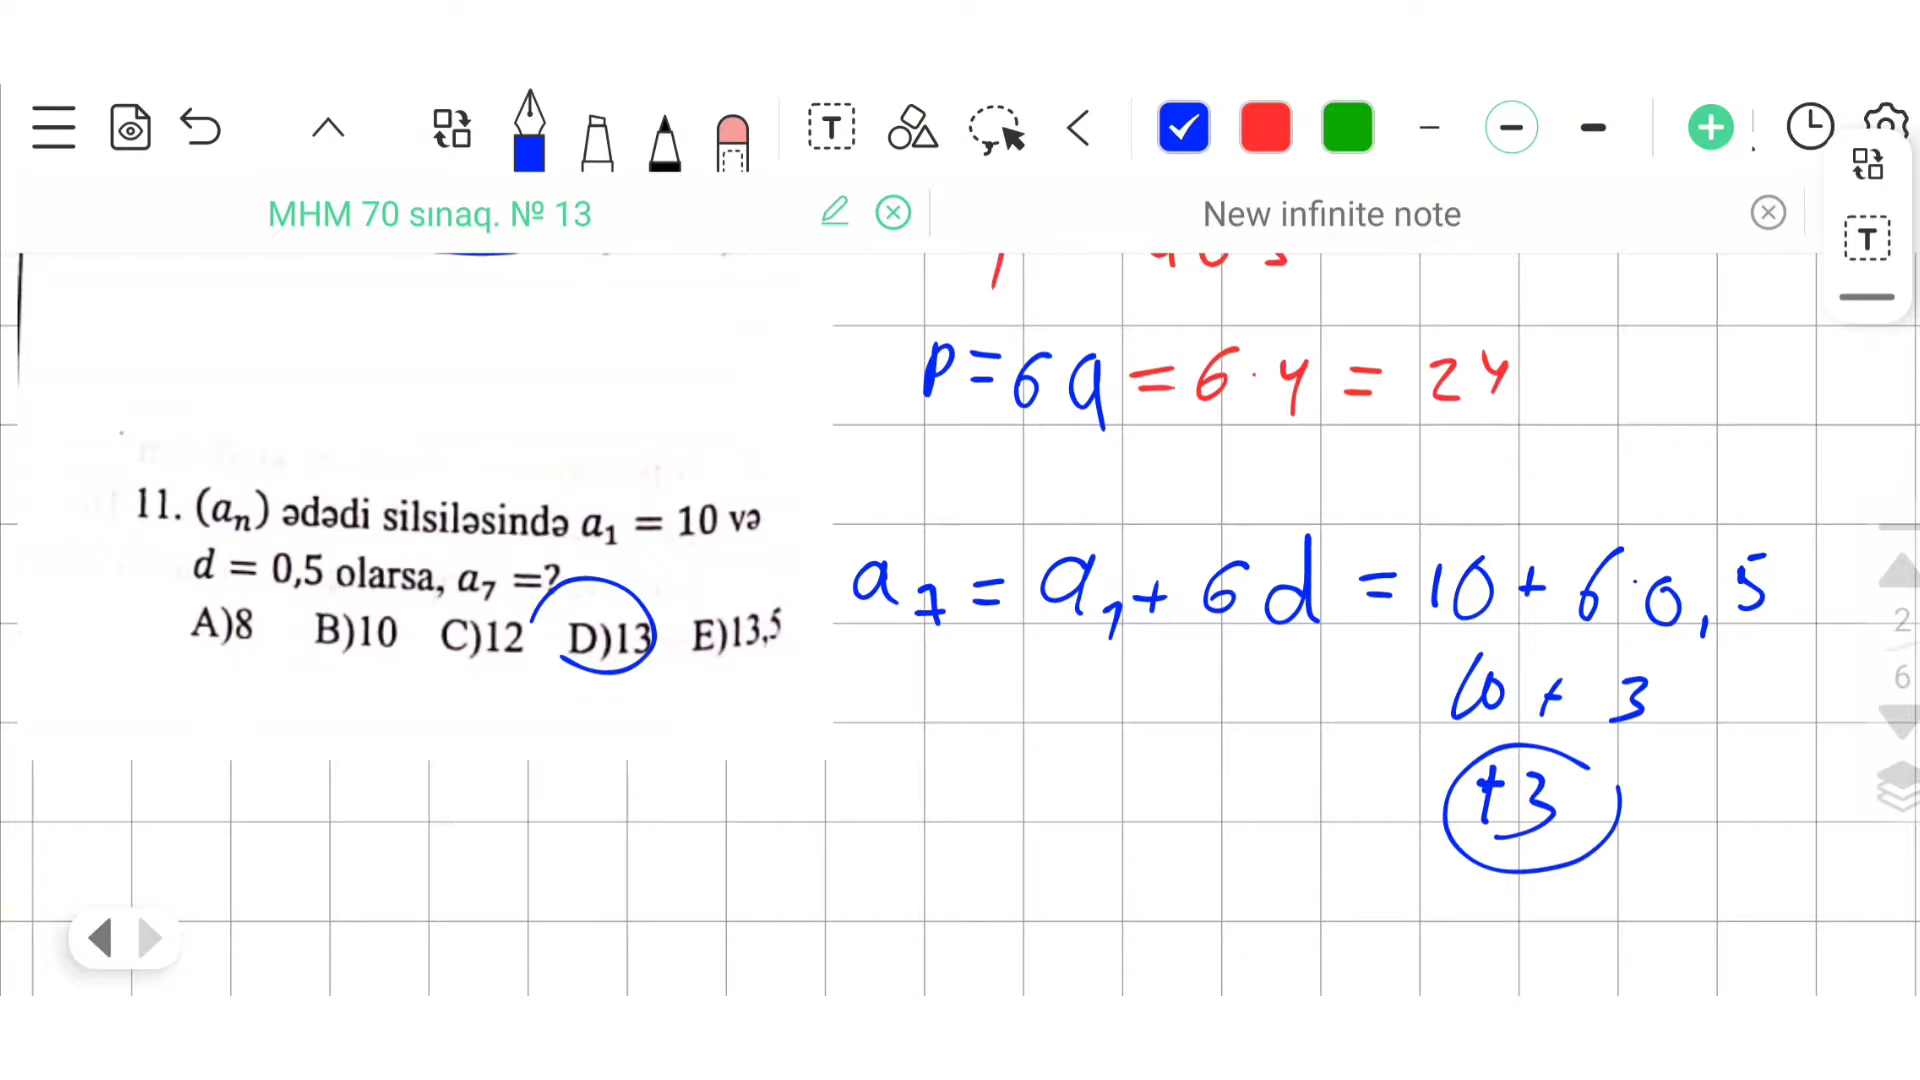 T
T
MHM 70 sınaq. № 13
New infinite note
P = 6a = 6 · 4 = 24
11. (aₙ) ədədi silsiləsində a₁ = 10 və
d = 0,5 olarsa, a₇ =?
A)8 B)10 C)12 D)13 E)13,5
a₇ = a₁ + 6d = 10 + 6·0,5
10 + 3
13
2
6